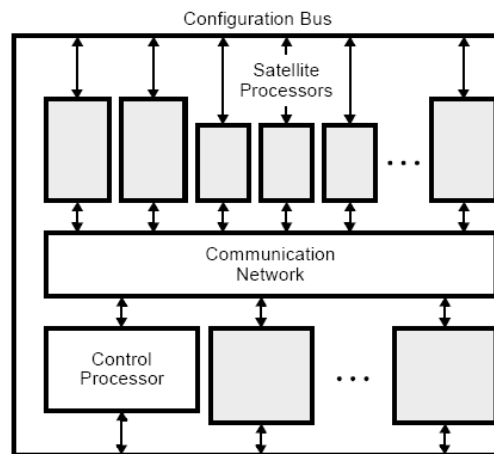 Configuration Bus
Satellite
Processors
• • •
Communication
Network
Control
Processor
• • •